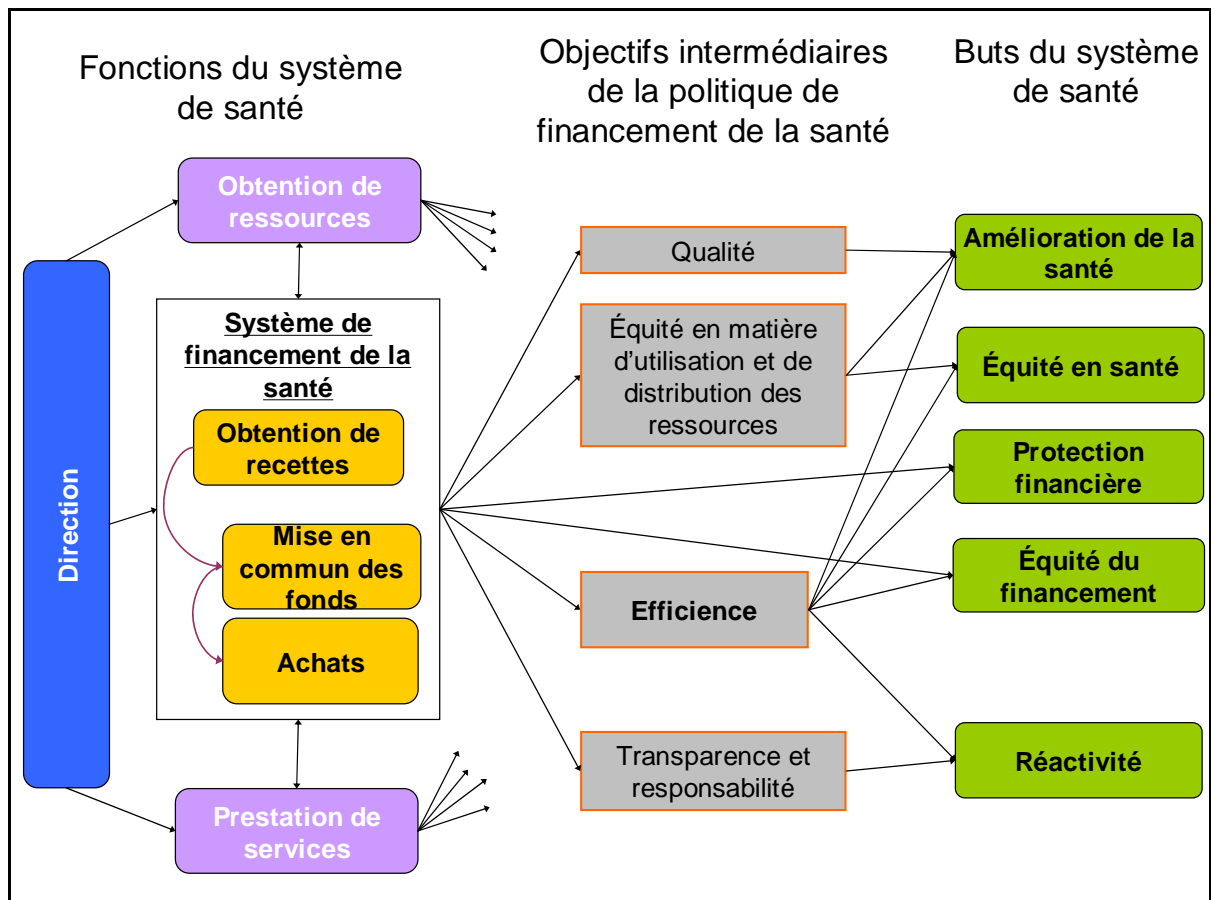 Fonctions du système
de santé
Objectifs intermédiaires
de la politique de
financement de la santé
Buts du système
de santé
Direction
Obtention de
ressources
Système de
financement de la
santé
Obtention de
recettes
Mise en
commun des
fonds
Achats
Prestation de
services
Qualité
Équité en matière
d’utilisation et de
distribution des
ressources
Efficience
Transparence et
responsabilité
Amélioration de la
santé
Équité en santé
Protection
financière
Équité du
financement
Réactivité